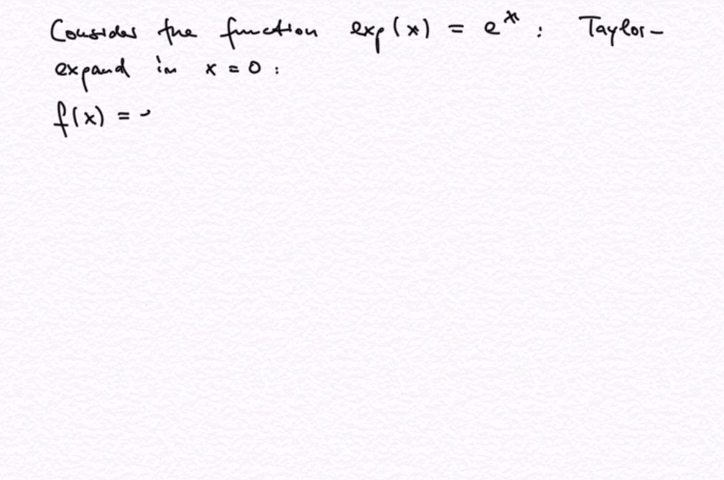 Consider the function exp(x) = e^x : Taylor-
expand in x = 0 :
f(x) =